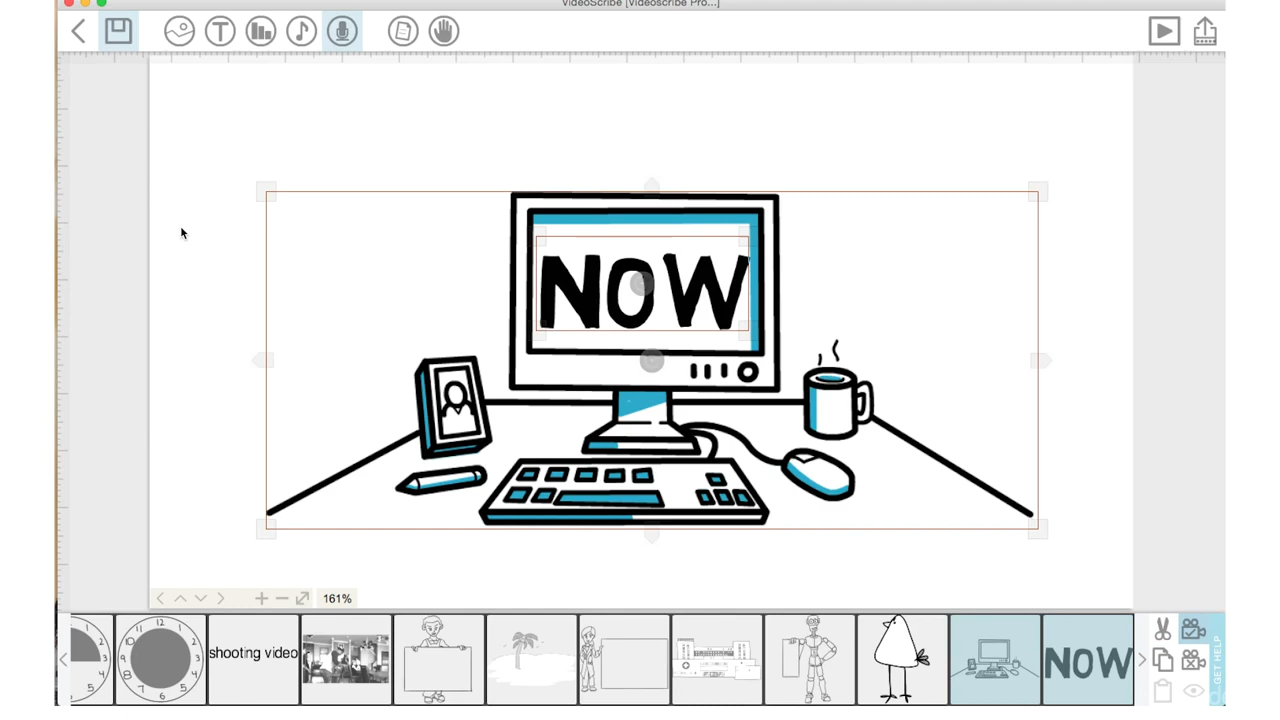 VideoScribe [Videoscribe Pro...]
NOW
161%
shooting video
NOW
GET HELP